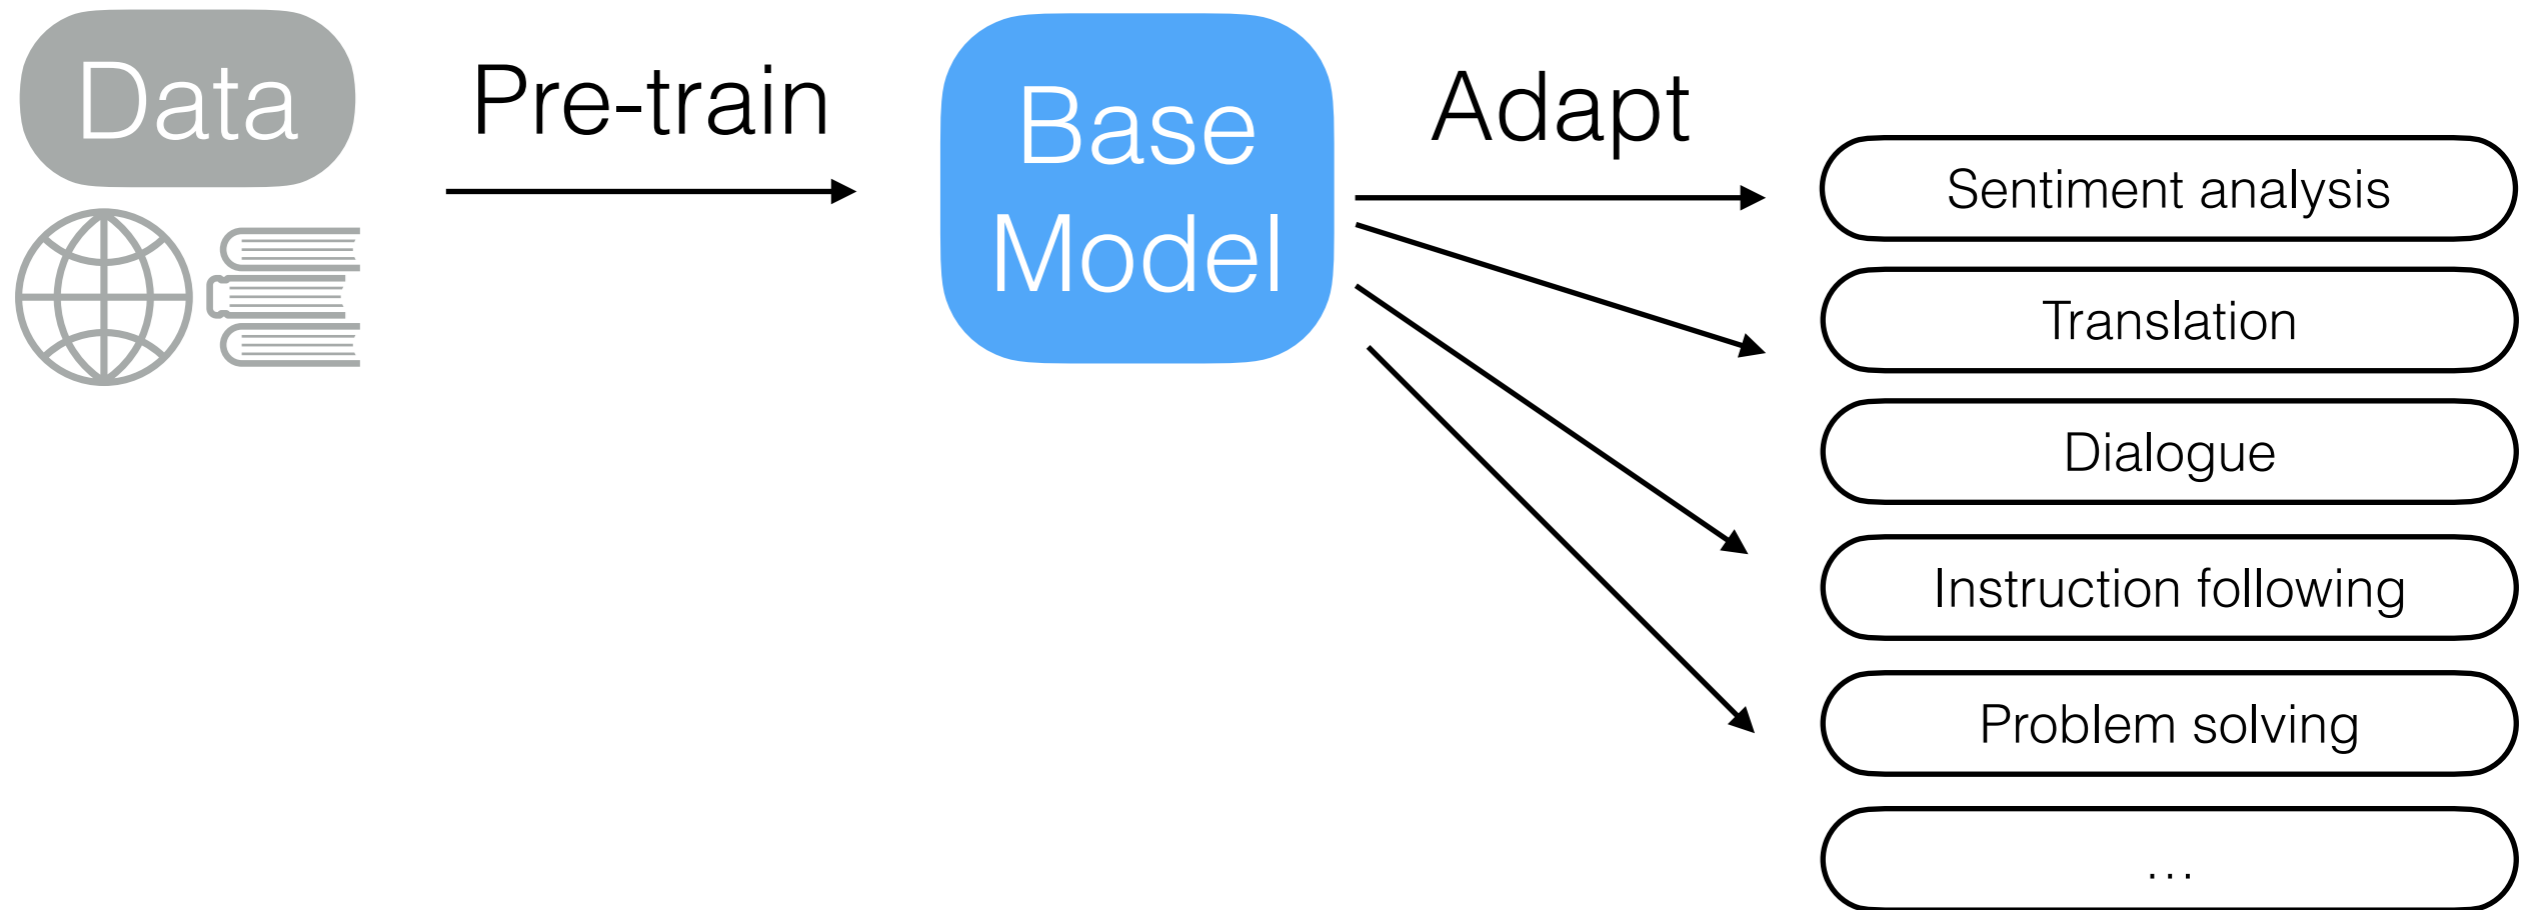 Data
Pre-train
Base
Model
Adapt
Sentiment analysis
Translation
Dialogue
Instruction following
Problem solving
...